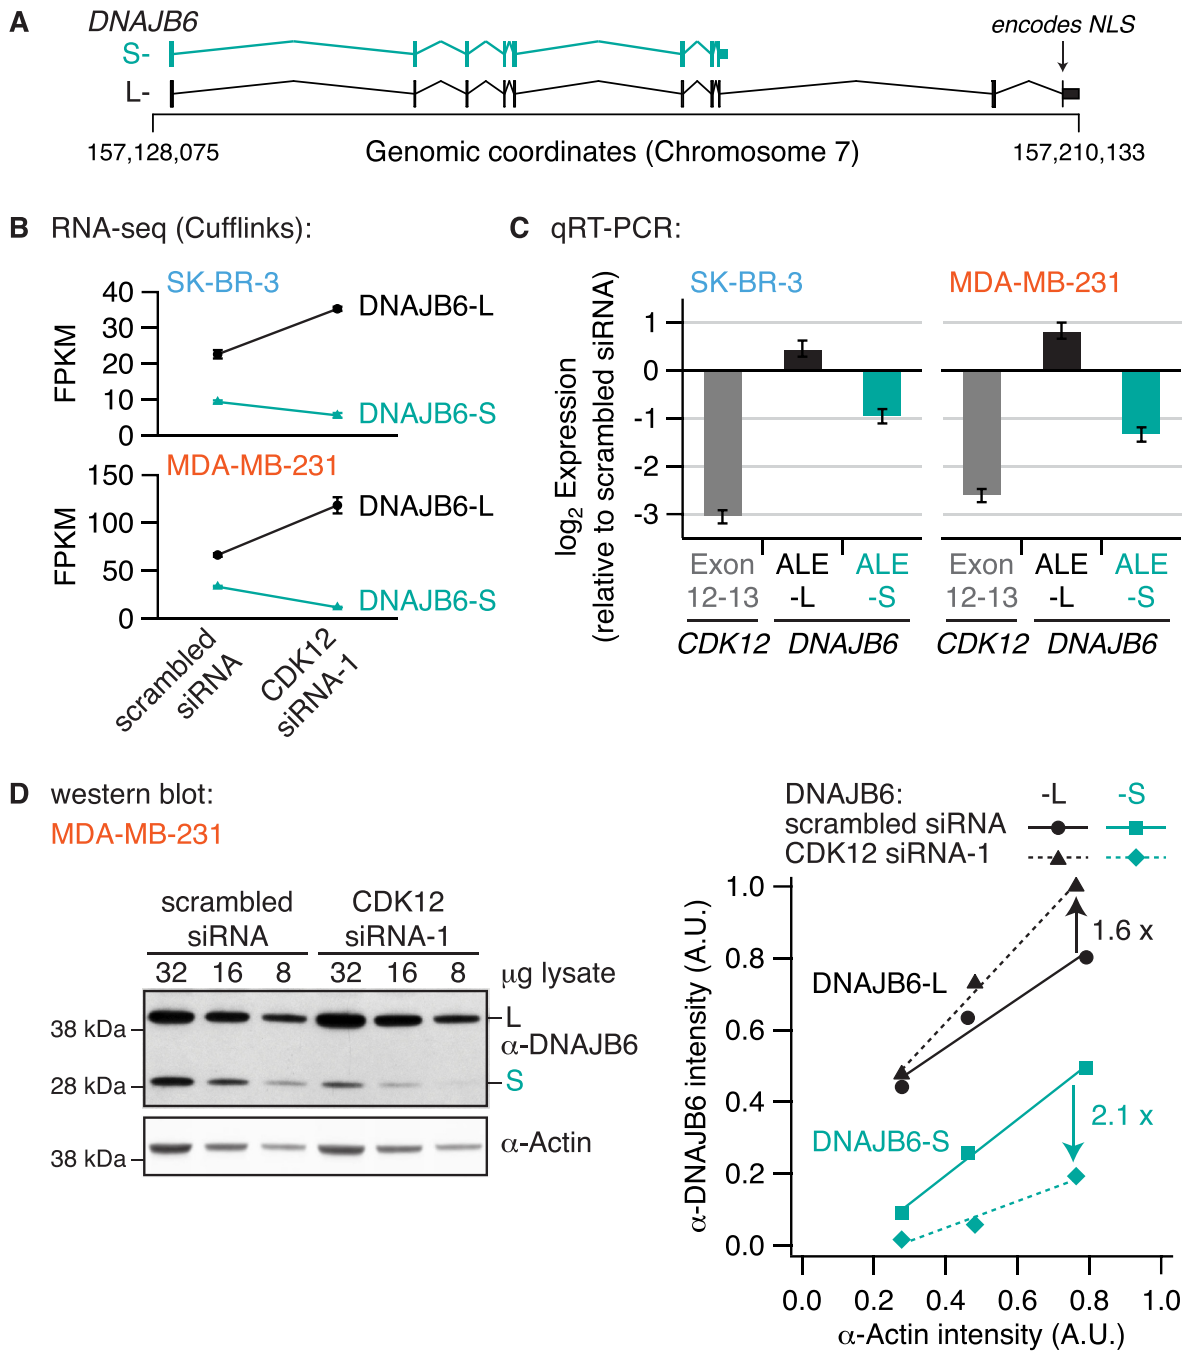 A
DNAJB6
S-
L-
encodes NLS
157,128,075
Genomic coordinates (Chromosome 7)
157,210,133
B RNA-seq (Cufflinks):
SK-BR-3
FPKM
40
30
20
10
0
DNAJB6-L
DNAJB6-S
MDA-MB-231
FPKM
150
100
50
0
DNAJB6-L
DNAJB6-S
scrambled
siRNA
CDK12
siRNA-1
C qRT-PCR:
log2 Expression
(relative to scrambled siRNA)
SK-BR-3
MDA-MB-231
1
0
-1
-2
-3
Exon
12-13
ALE
-L
ALE
-S
Exon
12-13
ALE
-L
ALE
-S
CDK12
DNAJB6
CDK12
DNAJB6
D western blot:
MDA-MB-231
scrambled
siRNA
CDK12
siRNA-1
32 16 8 32 16 8 μg lysate
38 kDa
28 kDa
L
α-DNAJB6
S
38 kDa
α-Actin
DNAJB6: -L -S
scrambled siRNA
CDK12 siRNA-1
α-DNAJB6 intensity (A.U.)
1.0
0.8
0.6
0.4
0.2
0.0
1.6 x
DNAJB6-L
2.1 x
DNAJB6-S
0.0 0.2 0.4 0.6 0.8 1.0
α-Actin intensity (A.U.)